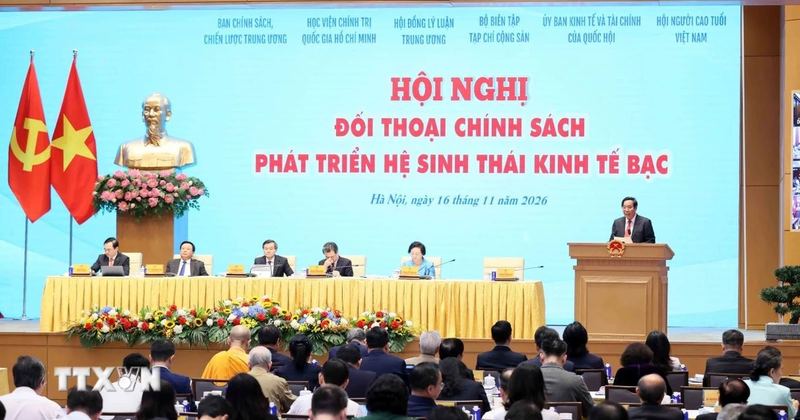 BAN CHÍNH SÁCH,
CHIẾN LƯỢC TRUNG ƯƠNG
HỌC VIỆN CHÍNH TRỊ
QUỐC GIA HỒ CHÍ MINH
HỘI ĐỒNG LÝ LUẬN
TRUNG ƯƠNG
BỘ BIÊN TẬP
TẠP CHÍ CỘNG SẢN
ỦY BAN KINH TẾ VÀ TÀI CHÍNH
CỦA QUỐC HỘI
HỘI NGƯỜI CAO TUỔI
VIỆT NAM
HỘI NGHỊ
ĐỐI THOẠI CHÍNH SÁCH
PHÁT TRIỂN HỆ SINH THÁI KINH TẾ BẠC
Hà Nội, ngày 16 tháng 11 năm 2026
TTXVN